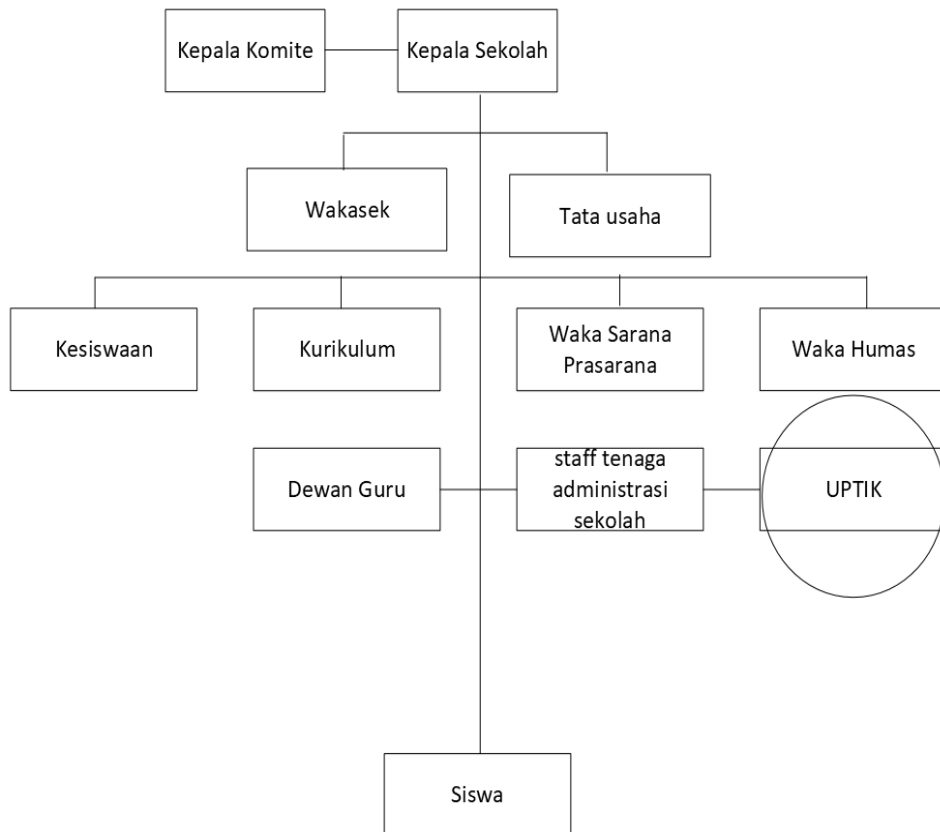 Kepala Komite
Kepala Sekolah
Wakasek
Tata usaha
Kesiswaan
Kurikulum
Waka Sarana
Prasarana
Waka Humas
Dewan Guru
staff tenaga
administrasi
sekolah
UPTIK
Siswa